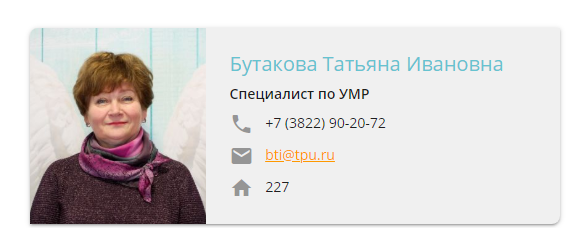 Бутакова Татьяна Ивановна
Специалист по УМР
+7 (3822) 90-20-72
bti@tpu.ru
227